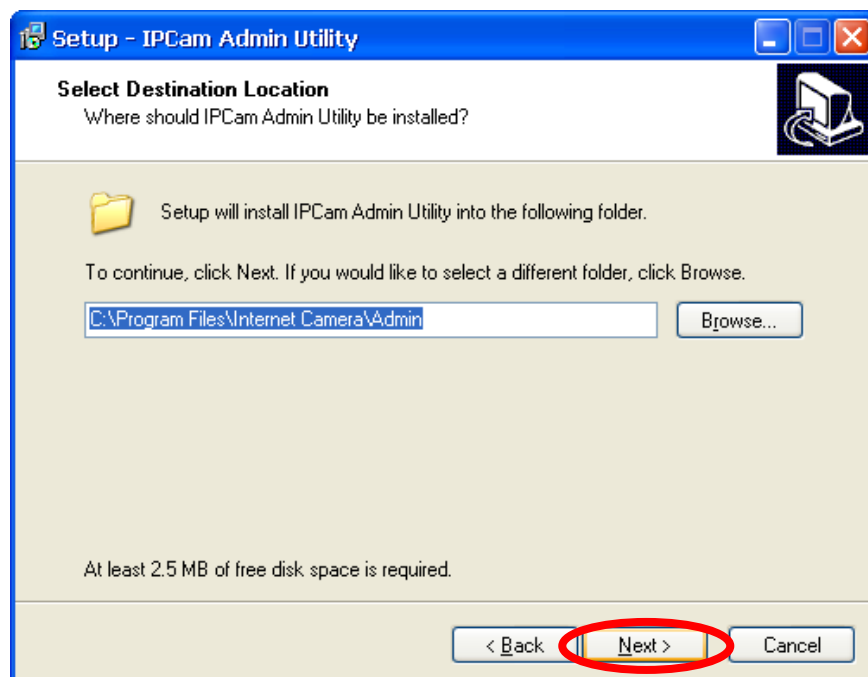 Setup - IPCam Admin Utility
Select Destination Location
Where should IPCam Admin Utility be installed?
Setup will install IPCam Admin Utility into the following folder.
To continue, click Next. If you would like to select a different folder, click Browse.
C:\Program Files\Internet Camera\Admin
Browse...
At least 2.5 MB of free disk space is required.
< Back
Next >
Cancel